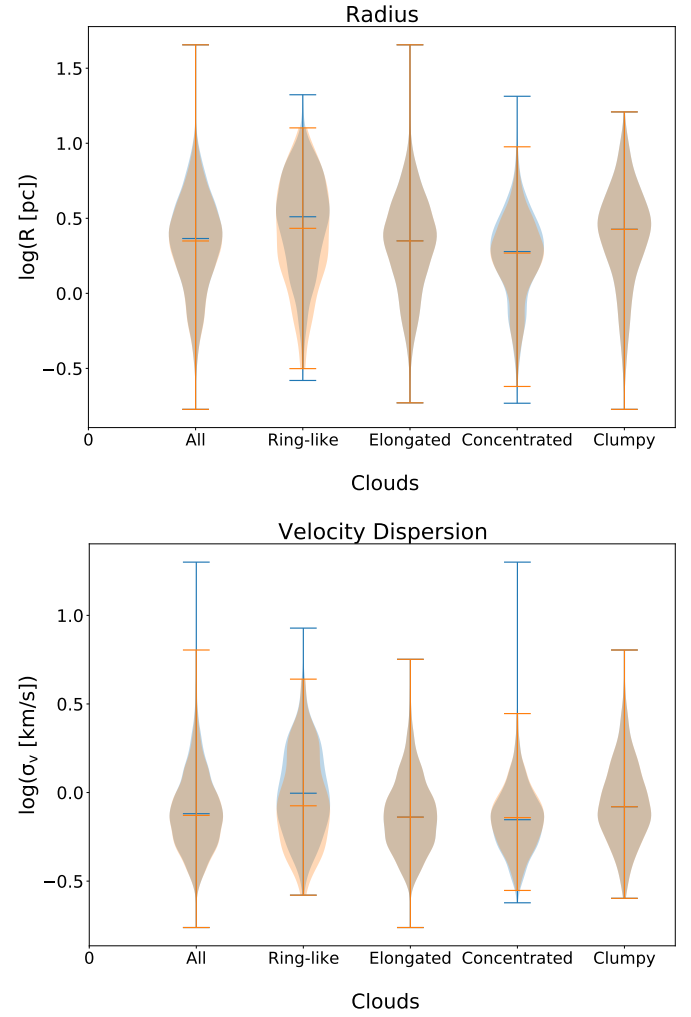 Radius
log(R [pc])
1.5
1.0
0.5
0.0
−0.5
0 All Ring-like Elongated Concentrated Clumpy
Clouds
Velocity Dispersion
log(σv [km/s])
1.0
0.5
0.0
−0.5
0 All Ring-like Elongated Concentrated Clumpy
Clouds